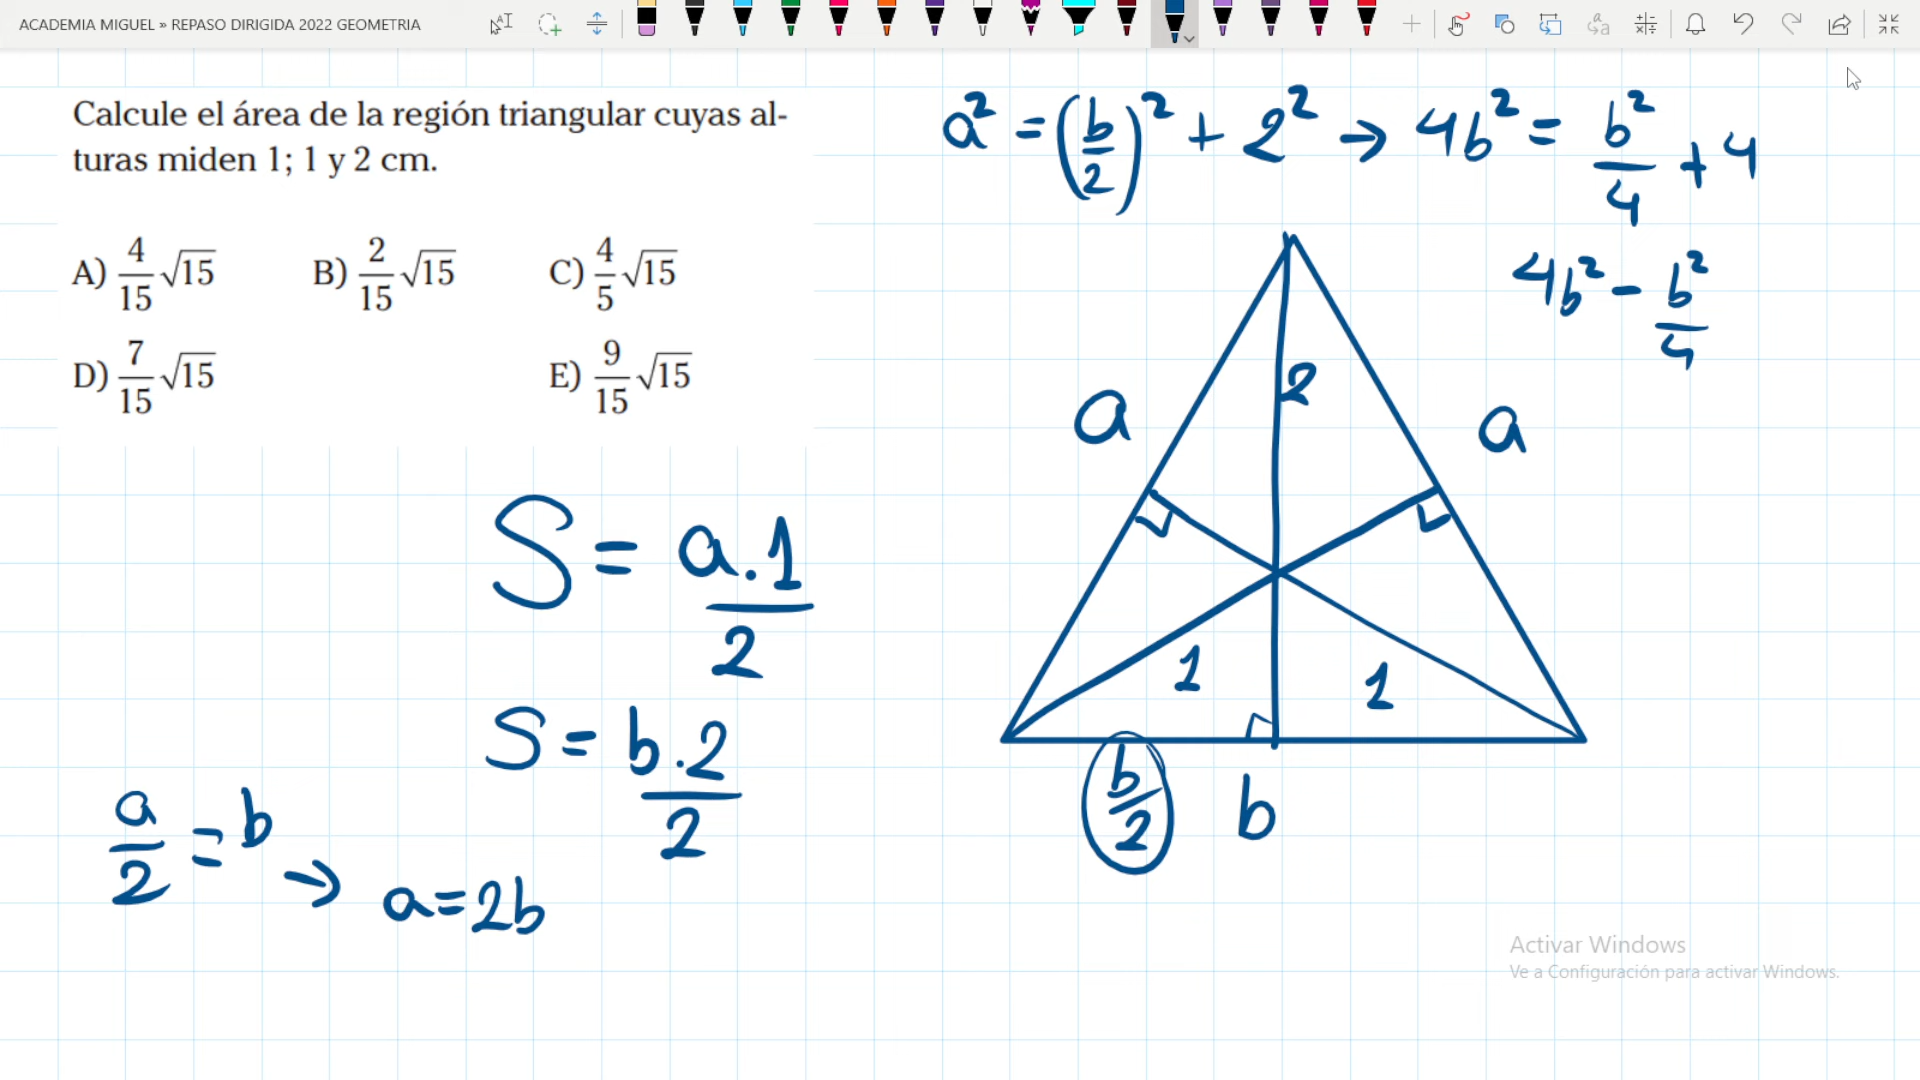 ACADEMIA MIGUEL » REPASO DIRIGIDA 2022 GEOMETRIA
Calcule el área de la región triangular cuyas al-
turas miden 1; 1 y 2 cm.
A) 4/15 √15 B) 2/15 √15 C) 4/5 √15
D) 7/15 √15 E) 9/15 √15
a² = (b/2)² + 2² → 4b² = b²/4 + 4
4b² - b²/4
2
a a
S = a.1/2
1 1
S = b.2/2
b/2 b
a/2 = b → a = 2b
Activar Windows
Ve a Configuración para activar Windows.